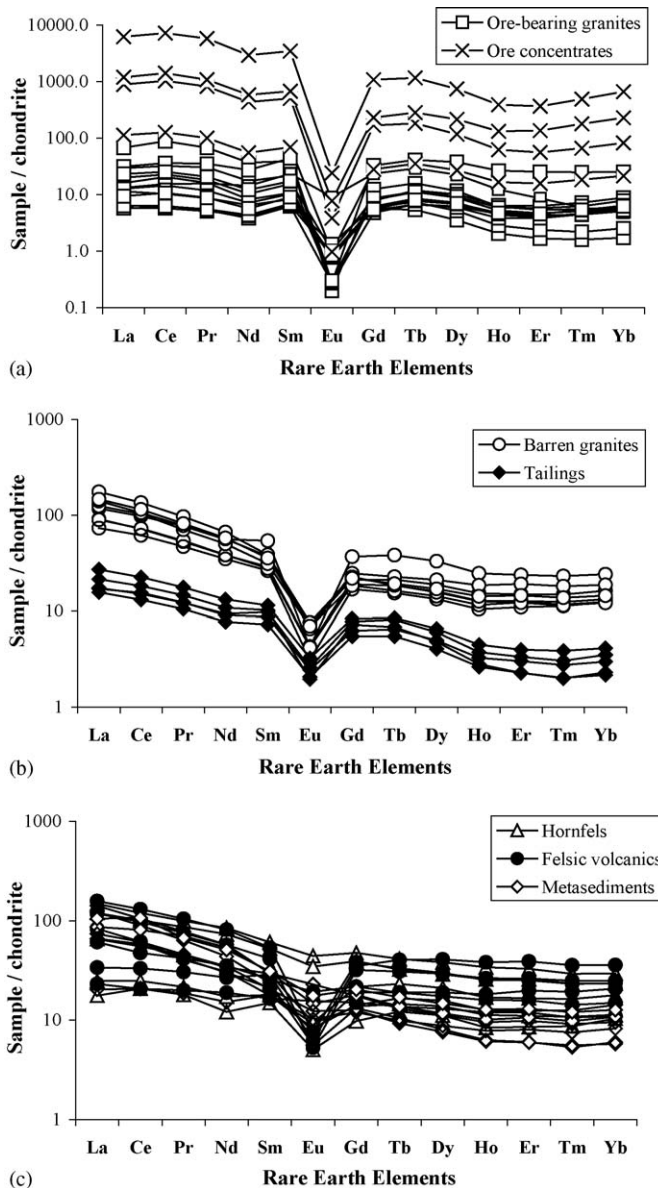 10000.0
1000.0
100.0
10.0
1.0
0.1
Sample / chondrite
Ore-bearing granites
Ore concentrates
La Ce Pr Nd Sm Eu Gd Tb Dy Ho Er Tm Yb
(a)
Rare Earth Elements
1000
100
10
1
Sample / chondrite
Barren granites
Tailings
La Ce Pr Nd Sm Eu Gd Tb Dy Ho Er Tm Yb
(b)
Rare Earth Elements
1000
100
10
1
Sample / chondrite
Hornfels
Felsic volcanics
Metasediments
La Ce Pr Nd Sm Eu Gd Tb Dy Ho Er Tm Yb
(c)
Rare Earth Elements